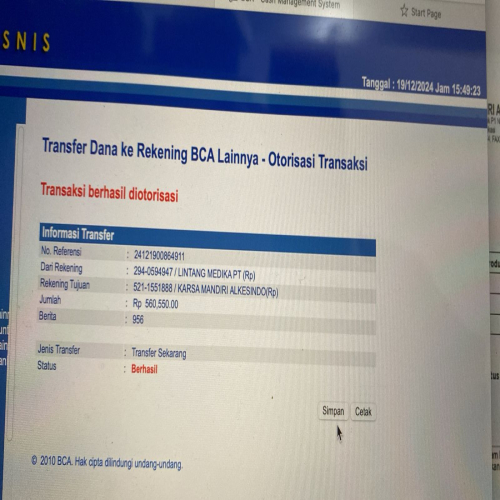 Cash Management System
Start Page
SNIS
Tanggal : 19/12/2024 Jam 15:49:23
Transfer Dana ke Rekening BCA Lainnya - Otorisasi Transaksi
Transaksi berhasil diotorisasi
Informasi Transfer
No. Referensi : 24121900864911
Dari Rekening : 294-0594947 / LINTANG MEDIKA PT (Rp)
Rekening Tujuan : 521-1551888 / KARSA MANDIRI ALKESINDO(Rp)
Jumlah : Rp 560,550.00
Berita : 956
Jenis Transfer : Transfer Sekarang
Status : Berhasil
Simpan Cetak
© 2010 BCA. Hak cipta dilindungi undang-undang.